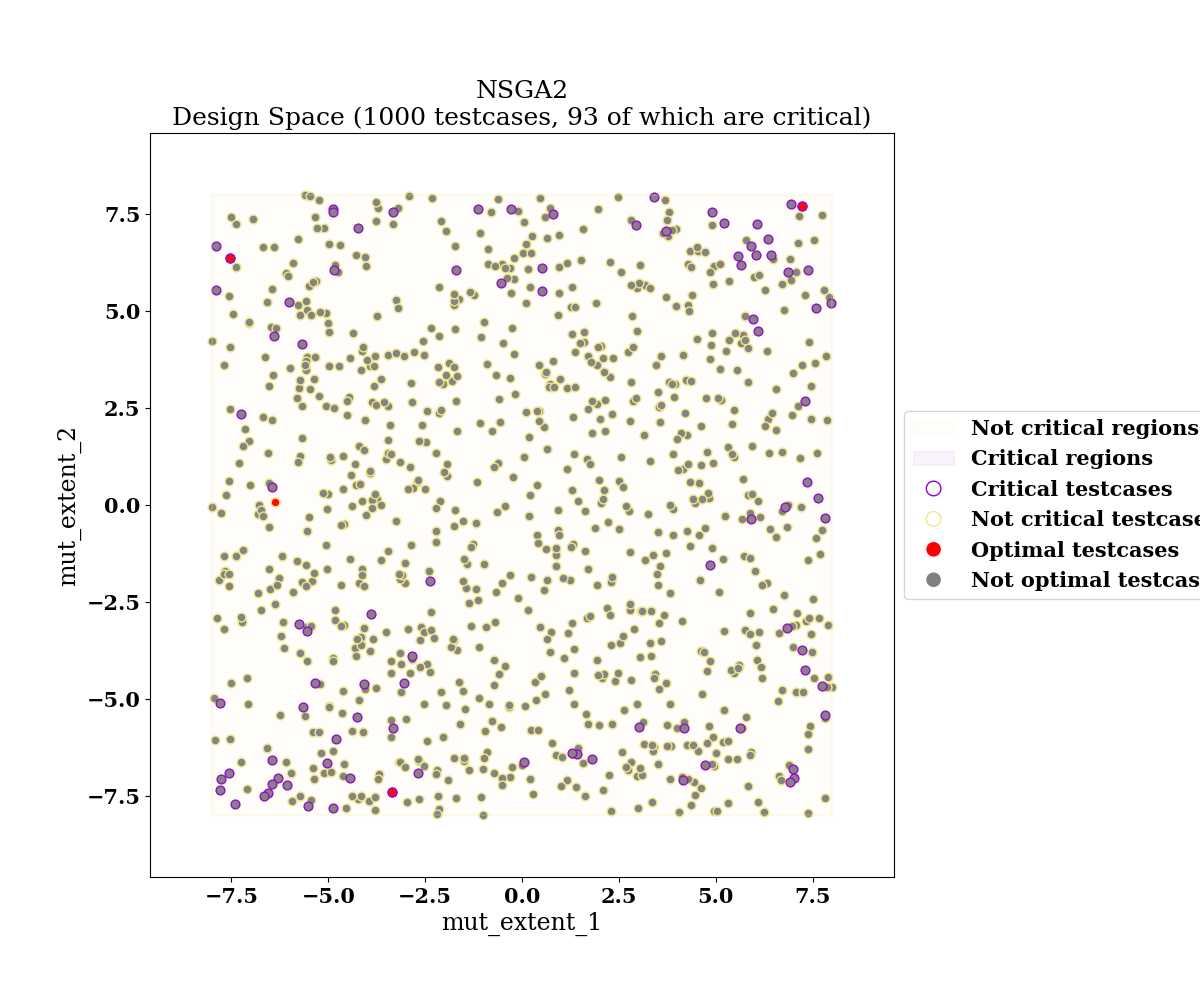 NSGA2
Design Space (1000 testcases, 93 of which are critical)
7.5
5.0
2.5
0.0
−2.5
−5.0
−7.5
mut_extent_2
−7.5
−5.0
−2.5
0.0
2.5
5.0
7.5
mut_extent_1
Not critical regions
Critical regions
Critical testcases
Not critical testcase
Optimal testcases
Not optimal testcas